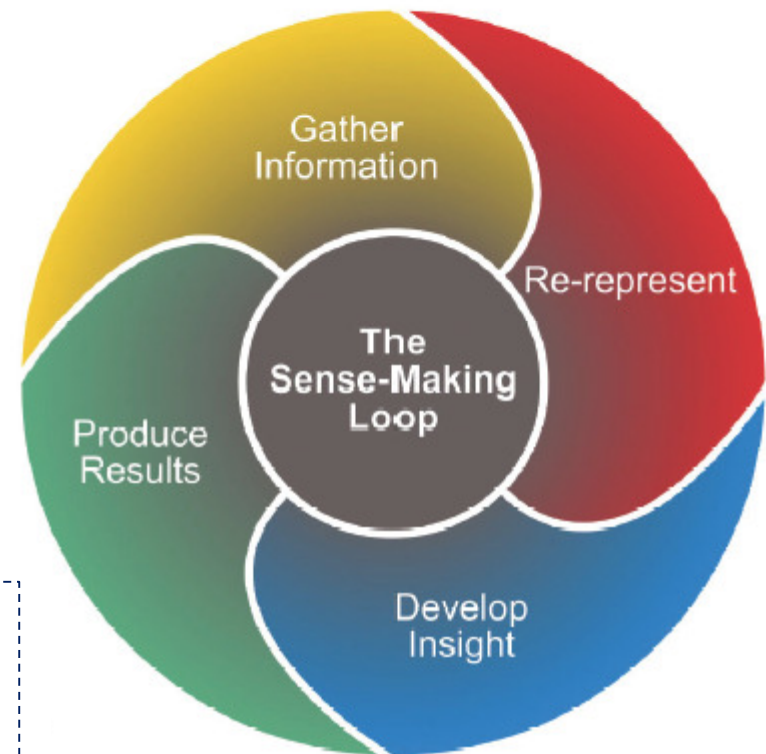 Gather
Information
Re-represent
The
Sense-Making
Loop
Produce
Results
Develop
Insight